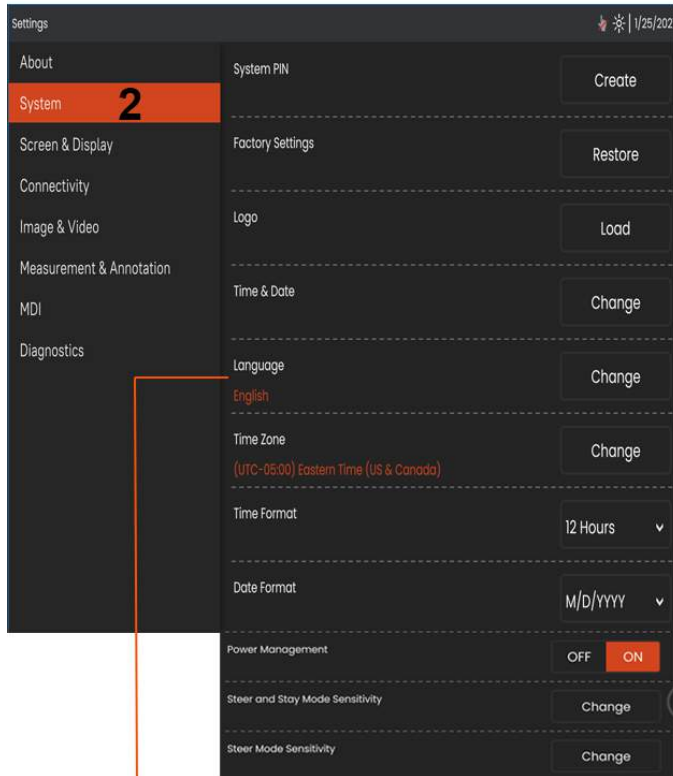 Settings
1/25/202
About
System 2
Screen & Display
Connectivity
Image & Video
Measurement & Annotation
MDI
Diagnostics
System PIN
Create
Factory Settings
Restore
Logo
Load
Time & Date
Change
Language
English
Change
Time Zone
(UTC-05:00) Eastern Time (US & Canada)
Change
Time Format
12 Hours
Date Format
M/D/YYYY
Power Management
OFF ON
Steer and Stay Mode Sensitivity
Change
Steer Mode Sensitivity
Change